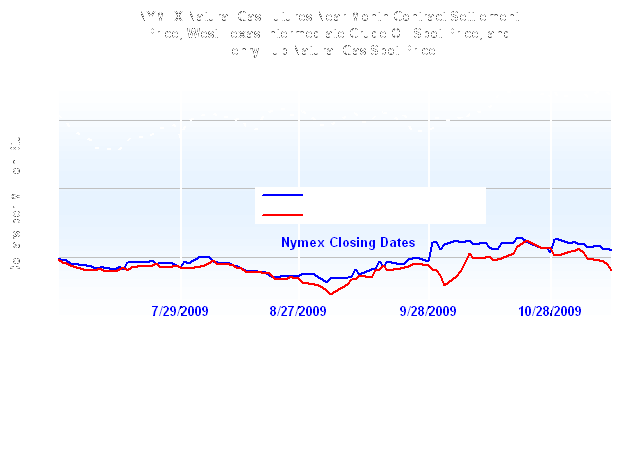 NYMEX Natural Gas Futures Near-Month Contract Settlement
Price, West Texas Intermediate Crude Oil Spot Price, and
Henry Hub Natural Gas Spot Price
Nymex Closing Dates
7/29/2009 8/27/2009 9/28/2009 10/28/2009